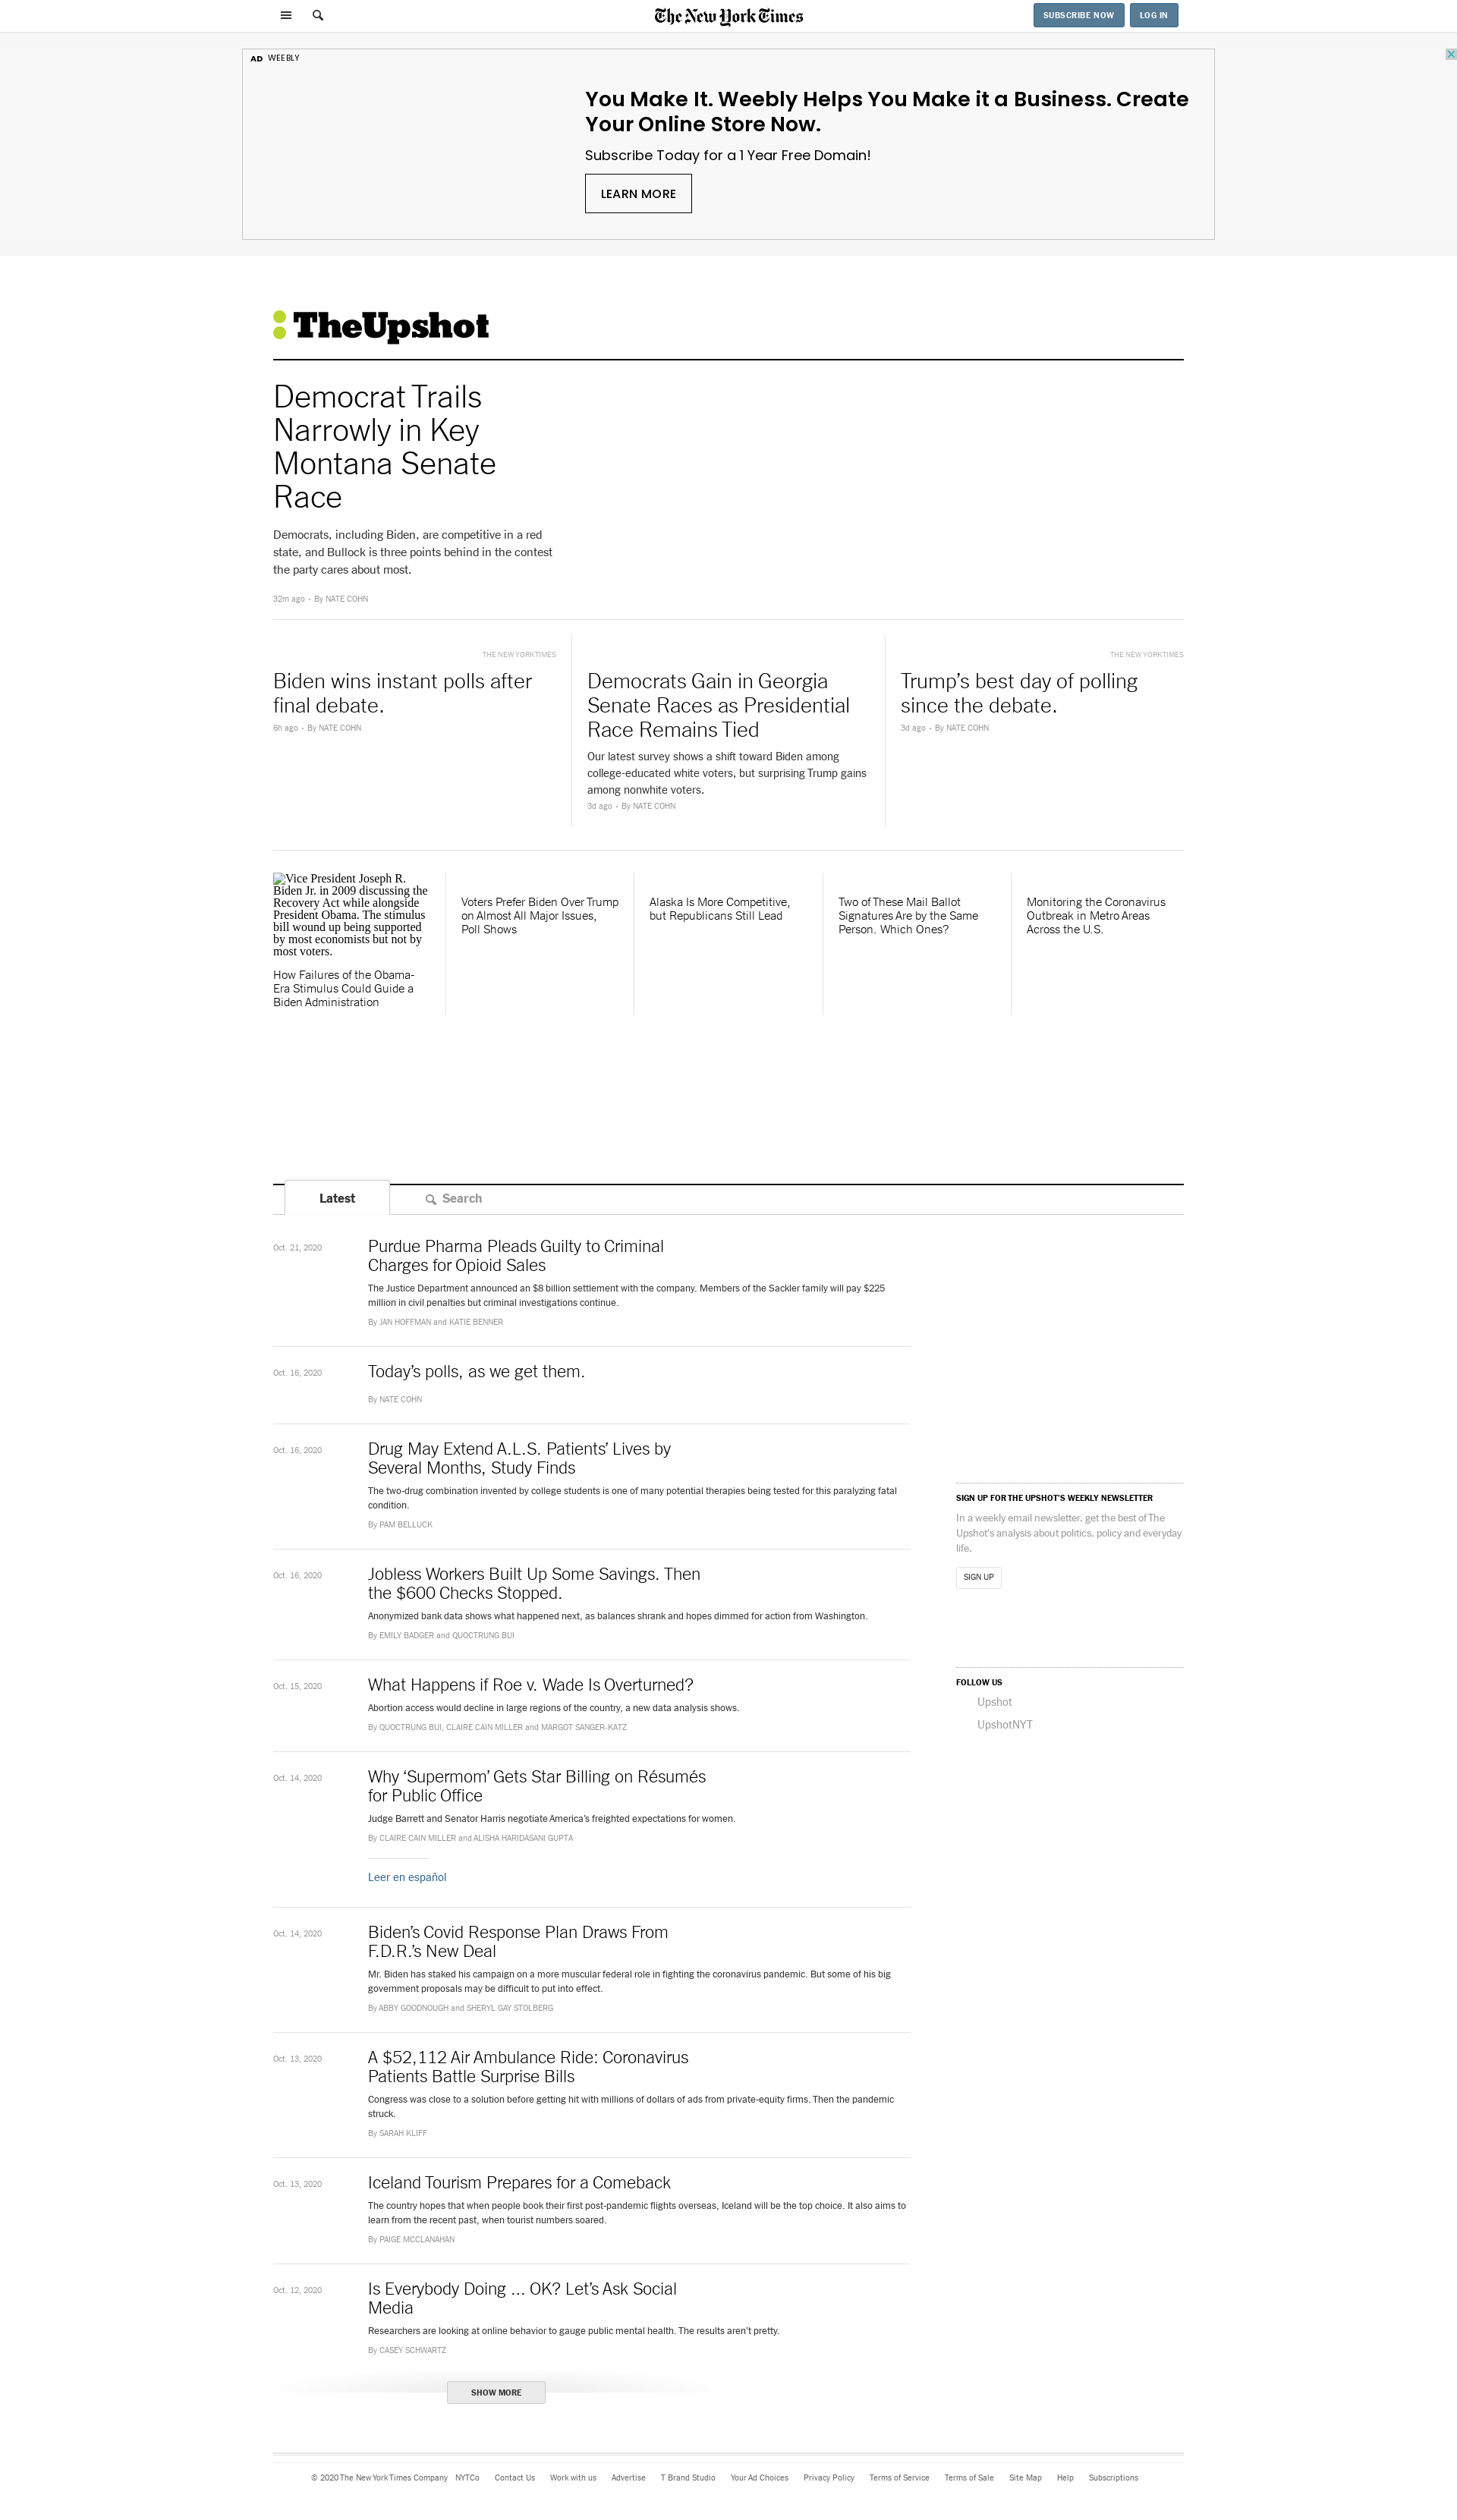 The New York Times
SUBSCRIBE NOW
LOG IN
AD WEEBLY
You Make It. Weebly Helps You Make it a Business. Create
Your Online Store Now.
Subscribe Today for a 1 Year Free Domain!
LEARN MORE
TheUpshot
Democrat Trails
Narrowly in Key
Montana Senate
Race
Democrats, including Biden, are competitive in a red
state, and Bullock is three points behind in the contest
the party cares about most.
32m ago • By NATE COHN
THE NEW YORK TIMES
Biden wins instant polls after
final debate.
6h ago • By NATE COHN
Democrats Gain in Georgia
Senate Races as Presidential
Race Remains Tied
Our latest survey shows a shift toward Biden among
college-educated white voters, but surprising Trump gains
among nonwhite voters.
3d ago • By NATE COHN
THE NEW YORK TIMES
Trump’s best day of polling
since the debate.
3d ago • By NATE COHN
Vice President Joseph R.
Biden Jr. in 2009 discussing the
Recovery Act while alongside
President Obama. The stimulus
bill wound up being supported
by most economists but not by
most voters.
How Failures of the Obama-
Era Stimulus Could Guide a
Biden Administration
Voters Prefer Biden Over Trump
on Almost All Major Issues,
Poll Shows
Alaska Is More Competitive,
but Republicans Still Lead
Two of These Mail Ballot
Signatures Are by the Same
Person. Which Ones?
Monitoring the Coronavirus
Outbreak in Metro Areas
Across the U.S.
Latest
Search
Oct. 21, 2020
Purdue Pharma Pleads Guilty to Criminal
Charges for Opioid Sales
The Justice Department announced an $8 billion settlement with the company. Members of the Sackler family will pay $225
million in civil penalties but criminal investigations continue.
By JAN HOFFMAN and KATIE BENNER
Oct. 16, 2020
Today’s polls, as we get them.
By NATE COHN
Oct. 16, 2020
Drug May Extend A.L.S. Patients’ Lives by
Several Months, Study Finds
The two-drug combination invented by college students is one of many potential therapies being tested for this paralyzing fatal
condition.
By PAM BELLUCK
Oct. 16, 2020
Jobless Workers Built Up Some Savings. Then
the $600 Checks Stopped.
Anonymized bank data shows what happened next, as balances shrank and hopes dimmed for action from Washington.
By EMILY BADGER and QUOCTRUNG BUI
Oct. 15, 2020
What Happens if Roe v. Wade Is Overturned?
Abortion access would decline in large regions of the country, a new data analysis shows.
By QUOCTRUNG BUI, CLAIRE CAIN MILLER and MARGOT SANGER-KATZ
Oct. 14, 2020
Why ‘Supermom’ Gets Star Billing on Résumés
for Public Office
Judge Barrett and Senator Harris negotiate America’s freighted expectations for women.
By CLAIRE CAIN MILLER and ALISHA HARIDASANI GUPTA
Leer en español
Oct. 14, 2020
Biden’s Covid Response Plan Draws From
F.D.R.’s New Deal
Mr. Biden has staked his campaign on a more muscular federal role in fighting the coronavirus pandemic. But some of his big
government proposals may be difficult to put into effect.
By ABBY GOODNOUGH and SHERYL GAY STOLBERG
Oct. 13, 2020
A $52,112 Air Ambulance Ride: Coronavirus
Patients Battle Surprise Bills
Congress was close to a solution before getting hit with millions of dollars of ads from private-equity firms. Then the pandemic
struck.
By SARAH KLIFF
Oct. 13, 2020
Iceland Tourism Prepares for a Comeback
The country hopes that when people book their first post-pandemic flights overseas, Iceland will be the top choice. It also aims to
learn from the recent past, when tourist numbers soared.
By PAIGE MCCLANAHAN
Oct. 12, 2020
Is Everybody Doing ... OK? Let’s Ask Social
Media
Researchers are looking at online behavior to gauge public mental health. The results aren’t pretty.
By CASEY SCHWARTZ
SHOW MORE
SIGN UP FOR THE UPSHOT’S WEEKLY NEWSLETTER
In a weekly email newsletter, get the best of The
Upshot’s analysis about politics, policy and everyday
life.
SIGN UP
FOLLOW US
Upshot
UpshotNYT
© 2020 The New York Times Company NYTCo Contact Us Work with us Advertise T Brand Studio Your Ad Choices Privacy Policy Terms of Service Terms of Sale Site Map Help Subscriptions